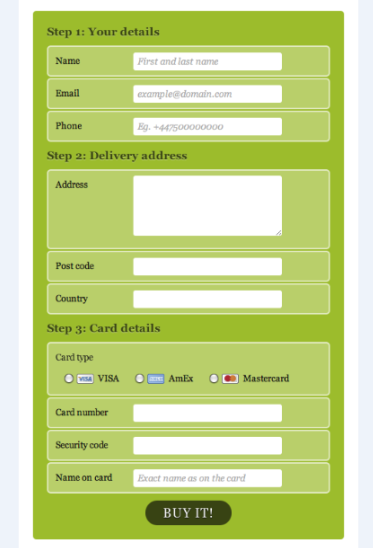 Step 1: Your details
Name First and last name
Email example@domain.com
Phone Eg. +447500000000
Step 2: Delivery address
Address
Post code
Country
Step 3: Card details
Card type
VISA VISA AmEx Mastercard
Card number
Security code
Name on card Exact name as on the card
BUY IT!